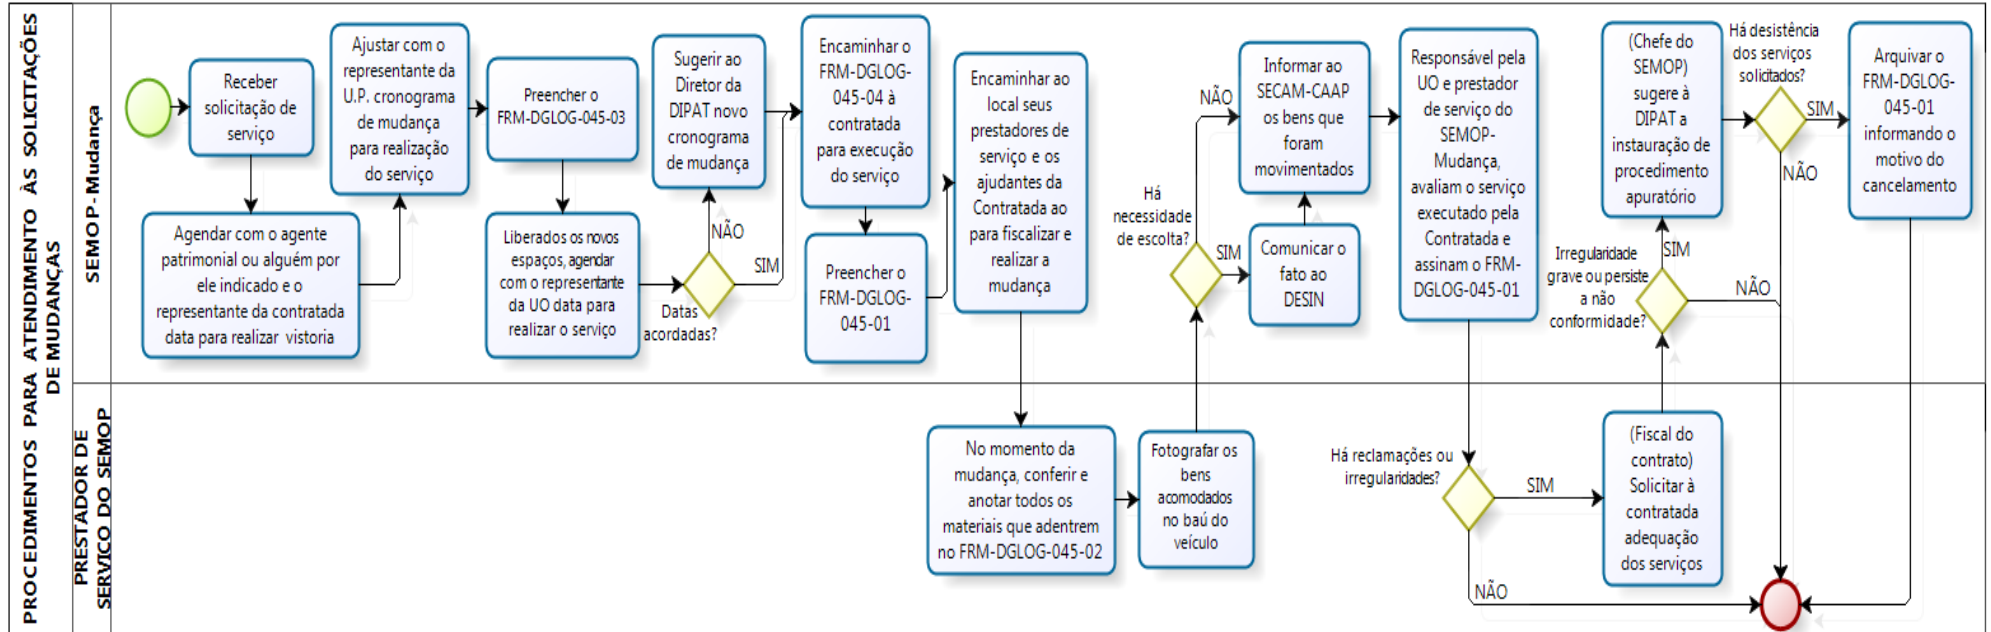 PROCEDIMENTOS PARA ATENDIMENTO ÀS SOLICITAÇÕES
DE MUDANÇAS
SEMOP-Mudança
Receber
solicitação de
serviço
Agendar com o agente
patrimonial ou alguém por
ele indicado e o
representante da contratada
data para realizar vistoria
Ajustar com o
representante da
U.P. cronograma
de mudança
para realização
do serviço
Preencher o
FRM-DGLOG-045-03
Liberados os novos
espaços, agendar
com o representante
da UO data para
realizar o serviço
Datas
acordadas?
NÃO
SIM
Sugerir ao
Diretor da
DIPAT novo
cronograma
de mudança
Encaminhar o
FRM-DGLOG-
045-04 à
contratada
para execução
do serviço
Preencher o
FRM-DGLOG-
045-01
Encaminhar ao
local seus
prestadores de
serviço e os
ajudantes da
Contratada ao
para fiscalizar e
realizar a
mudança
Há
necessidade
de escolta?
NÃO
SIM
Informar ao
SECAM-CAAP
os bens que
foram
movimentados
Comunicar o
fato ao
DESIN
Responsável pela
UO e prestador
de serviço do
SEMOP-
Mudança,
avaliam o serviço
executado pela
Contratada e
assinam o FRM-
DGLOG-045-01
(Chefe do
SEMOP)
sugere à
DIPAT a
instauração de
procedimento
apuratório
Irregularidade
grave ou persiste
a não
conformidade?
SIM
NÃO
Há desistência
dos serviços
solicitados?
SIM
NÃO
Arquivar o
FRM-DGLOG-
045-01
informando o
motivo do
cancelamento
PRESTADOR DE
SERVICO DO SEMOP
No momento da
mudança, conferir e
anotar todos os
materiais que adentrem
no FRM-DGLOG-045-02
Fotografar os
bens
acomodados
no baú do
veículo
Há reclamações ou
irregularidades?
SIM
NÃO
(Fiscal do
contrato)
Solicitar à
contratada
adequação
dos serviços